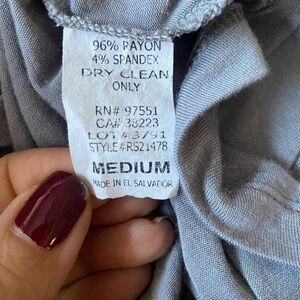 96% RAYON
4% SPANDEX
DRY CLEAN
ONLY
RN# 97551
CA# 38223
LOT# 3791
STYLE#RS21478
MEDIUM
MADE IN EL SALVADOR